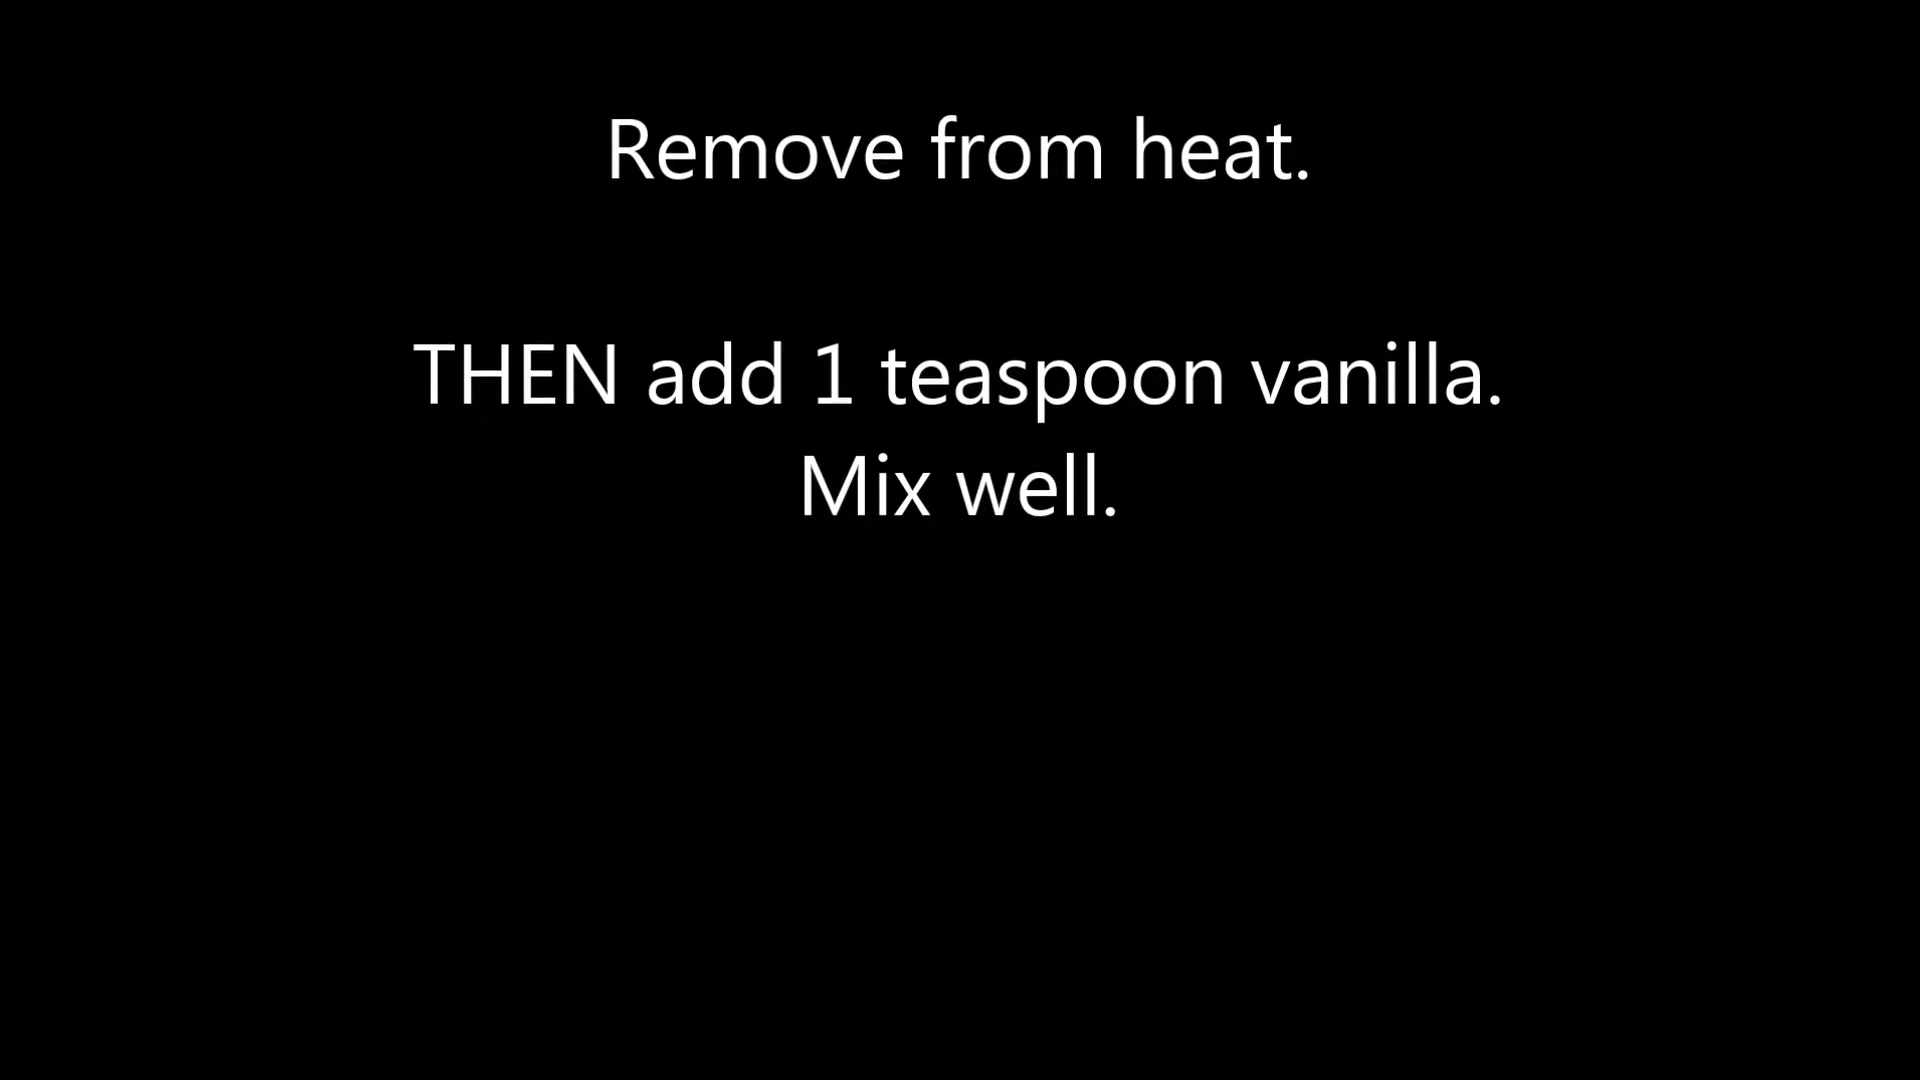 Remove from heat.
THEN add 1 teaspoon vanilla.
Mix well.